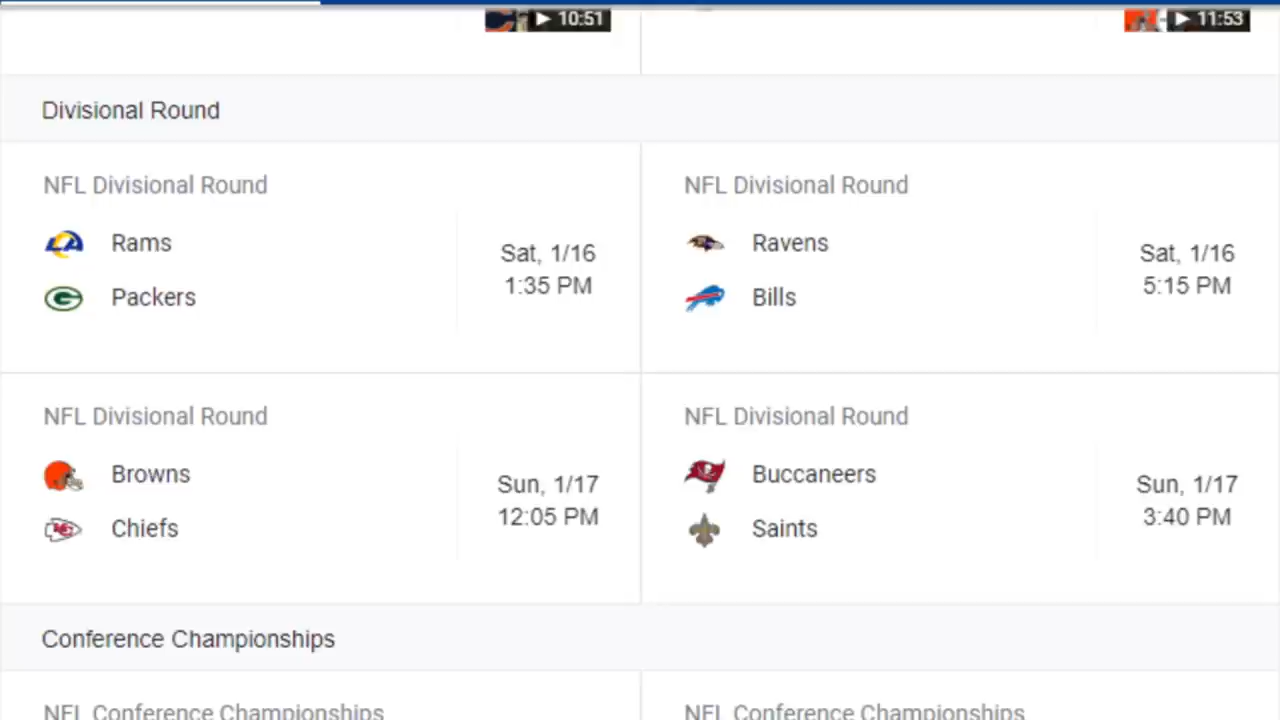 10:51
11:53
Divisional Round
NFL Divisional Round
Rams
Packers
Sat, 1/16
1:35 PM
NFL Divisional Round
Ravens
Bills
Sat, 1/16
5:15 PM
NFL Divisional Round
Browns
Chiefs
Sun, 1/17
12:05 PM
NFL Divisional Round
Buccaneers
Saints
Sun, 1/17
3:40 PM
Conference Championships
NFL Conference Championships
NFL Conference Championships